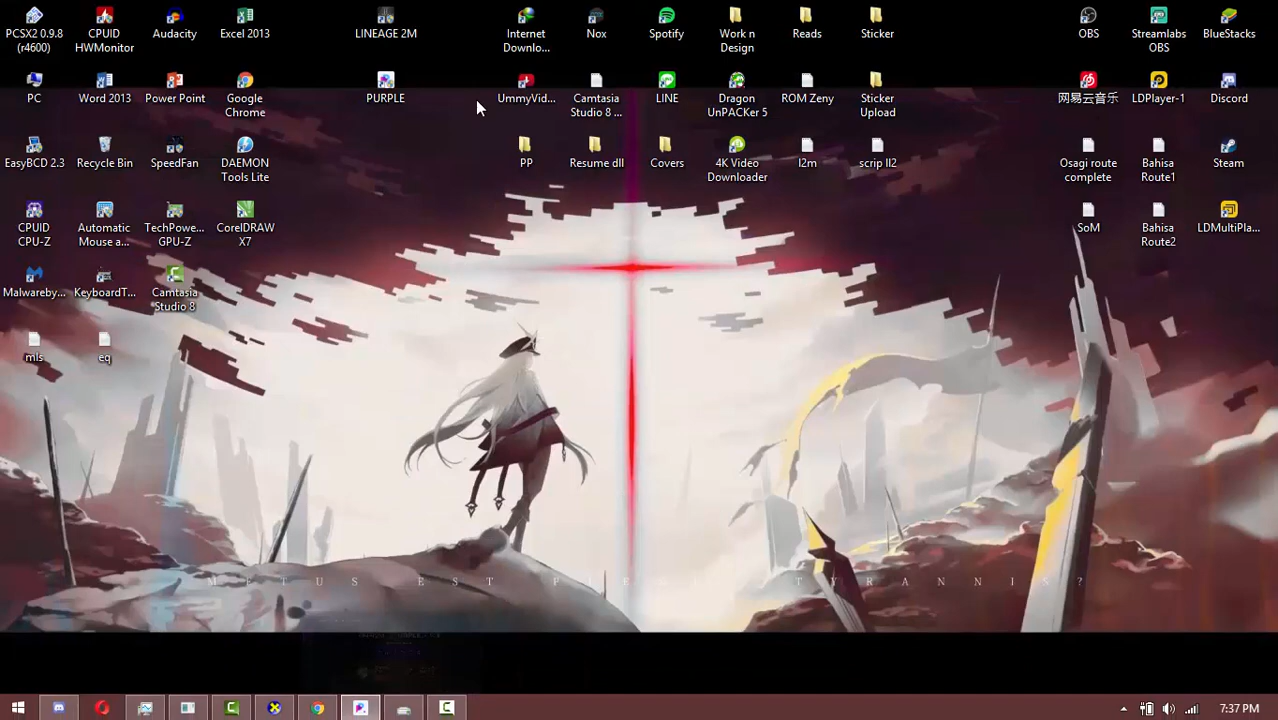 PCSX2 0.9.8
(r4600)
CPUID
HWMonitor
Audacity
Excel 2013
LINEAGE 2M
Internet
Downlo...
Nox
Spotify
Work n
Design
Reads
Sticker
OBS
Streamlabs
OBS
BlueStacks
PC
Word 2013
Power Point
Google
Chrome
PURPLE
UmmyVid...
Camtasia
Studio 8 ...
LINE
Dragon
UnPACKer 5
ROM Zeny
Sticker
Upload
网易云音乐
LDPlayer-1
Discord
EasyBCD 2.3
Recycle Bin
SpeedFan
DAEMON
Tools Lite
PP
Resume dll
Covers
4K Video
Downloader
l2m
scrip ll2
Osagi route
complete
Bahisa
Route1
Steam
CPUID
CPU-Z
Automatic
Mouse a...
TechPowe...
GPU-Z
CorelDRAW
X7
SoM
Bahisa
Route2
LDMultiPla...
Malwareby...
KeyboardT...
Camtasia
Studio 8
mls
eq
METUS EST TYRANNIS?
7:37 PM